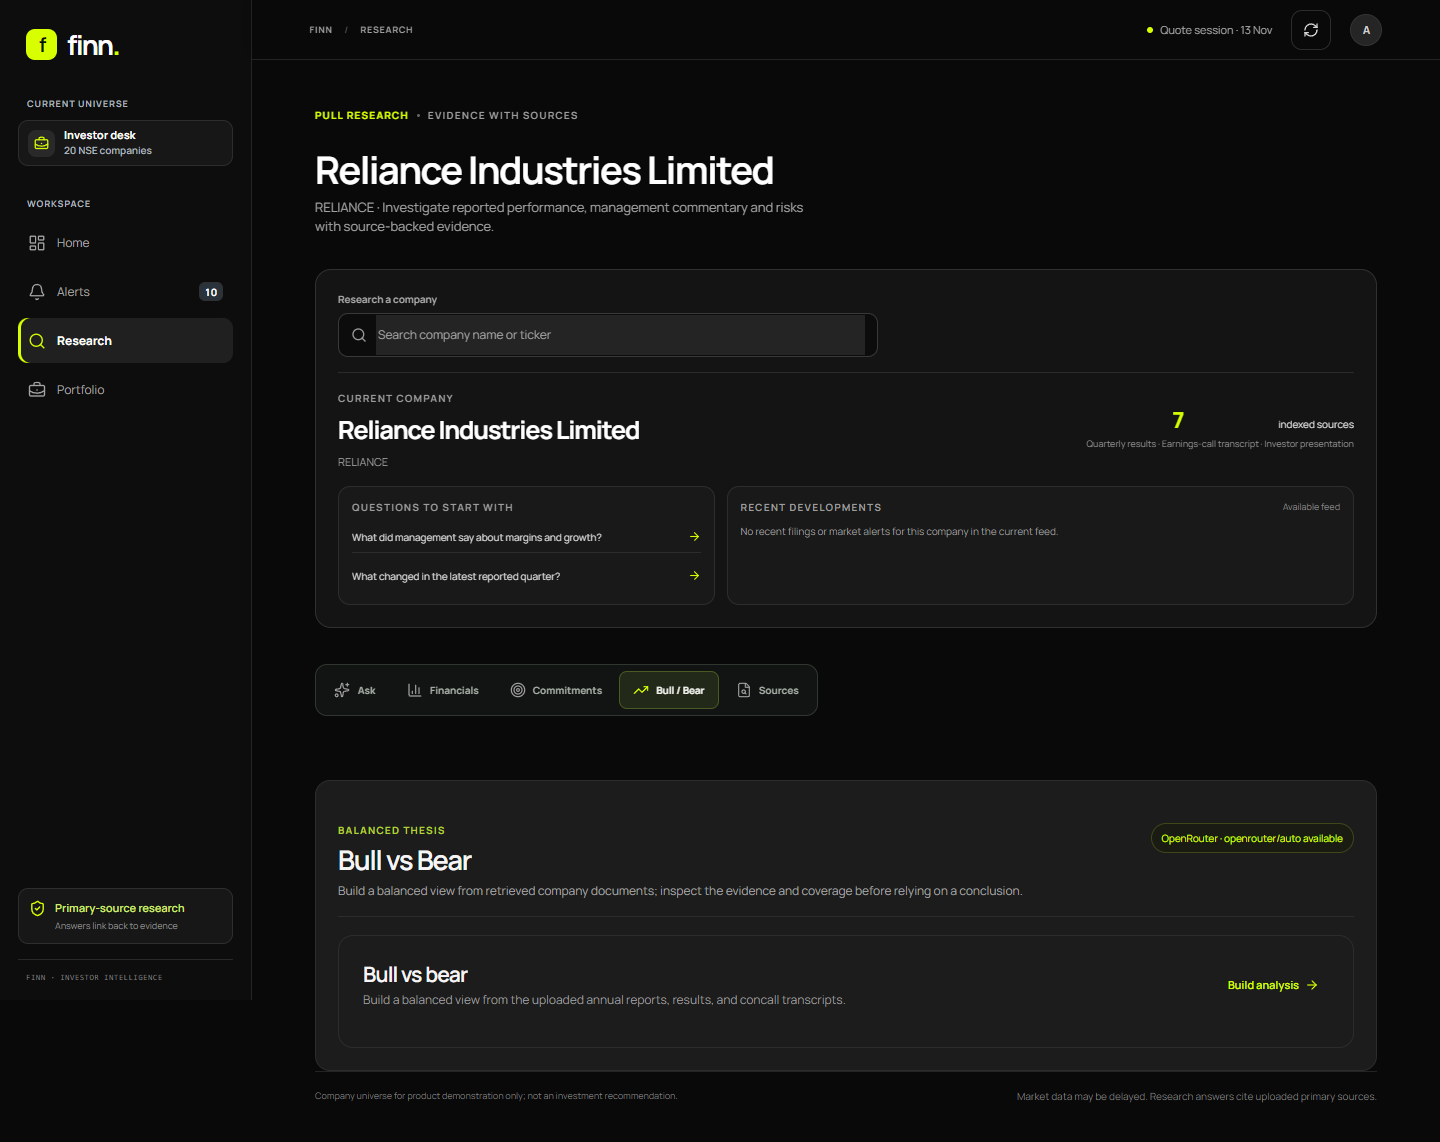 f finn.
CURRENT UNIVERSE
Investor desk
20 NSE companies
WORKSPACE
Home
Alerts 10
Research
Portfolio
Primary-source research
Answers link back to evidence
FINN · INVESTOR INTELLIGENCE
FINN / RESEARCH
Quote session · 13 Nov
A
PULL RESEARCH • EVIDENCE WITH SOURCES
Reliance Industries Limited
RELIANCE · Investigate reported performance, management commentary and risks
with source-backed evidence.
Research a company
Search company name or ticker
CURRENT COMPANY
Reliance Industries Limited
RELIANCE
7 indexed sources
Quarterly results · Earnings-call transcript · Investor presentation
QUESTIONS TO START WITH
What did management say about margins and growth?
What changed in the latest reported quarter?
RECENT DEVELOPMENTS
Available feed
No recent filings or market alerts for this company in the current feed.
Ask
Financials
Commitments
Bull / Bear
Sources
BALANCED THESIS
Bull vs Bear
Build a balanced view from retrieved company documents; inspect the evidence and coverage before relying on a conclusion.
OpenRouter · openrouter/auto available
Bull vs bear
Build a balanced view from the uploaded annual reports, results, and concall transcripts.
Build analysis
Company universe for product demonstration only; not an investment recommendation.
Market data may be delayed. Research answers cite uploaded primary sources.